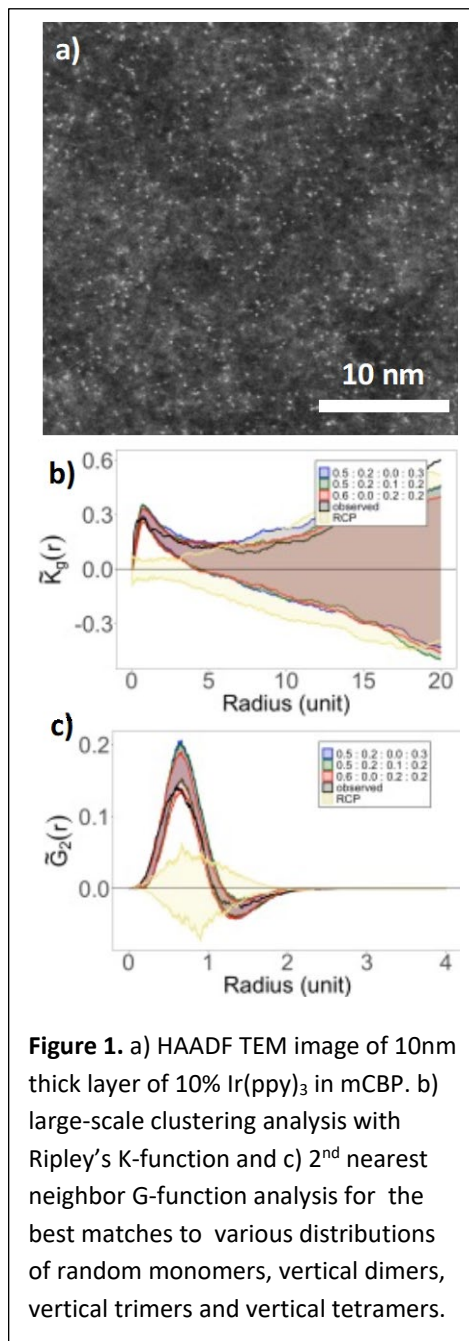 a)
10 nm
b)
0.6
0.5 : 0.2 : 0.0 : 0.3
0.5 : 0.2 : 0.1 : 0.2
0.6 : 0.0 : 0.2 : 0.2
observed
RCP
0.3
0.0
-0.3
K̃g(r)
0 5 10 15 20
Radius (unit)
c)
0.2
0.5 : 0.2 : 0.0 : 0.3
0.5 : 0.2 : 0.1 : 0.2
0.6 : 0.0 : 0.2 : 0.2
observed
RCP
0.1
0.0
G̃2(r)
0 1 2 3 4
Radius (unit)
Figure 1. a) HAADF TEM image of 10nm
thick layer of 10% Ir(ppy)3 in mCBP. b)
large-scale clustering analysis with
Ripley’s K-function and c) 2nd nearest
neighbor G-function analysis for the
best matches to various distributions
of random monomers, vertical dimers,
vertical trimers and vertical tetramers.